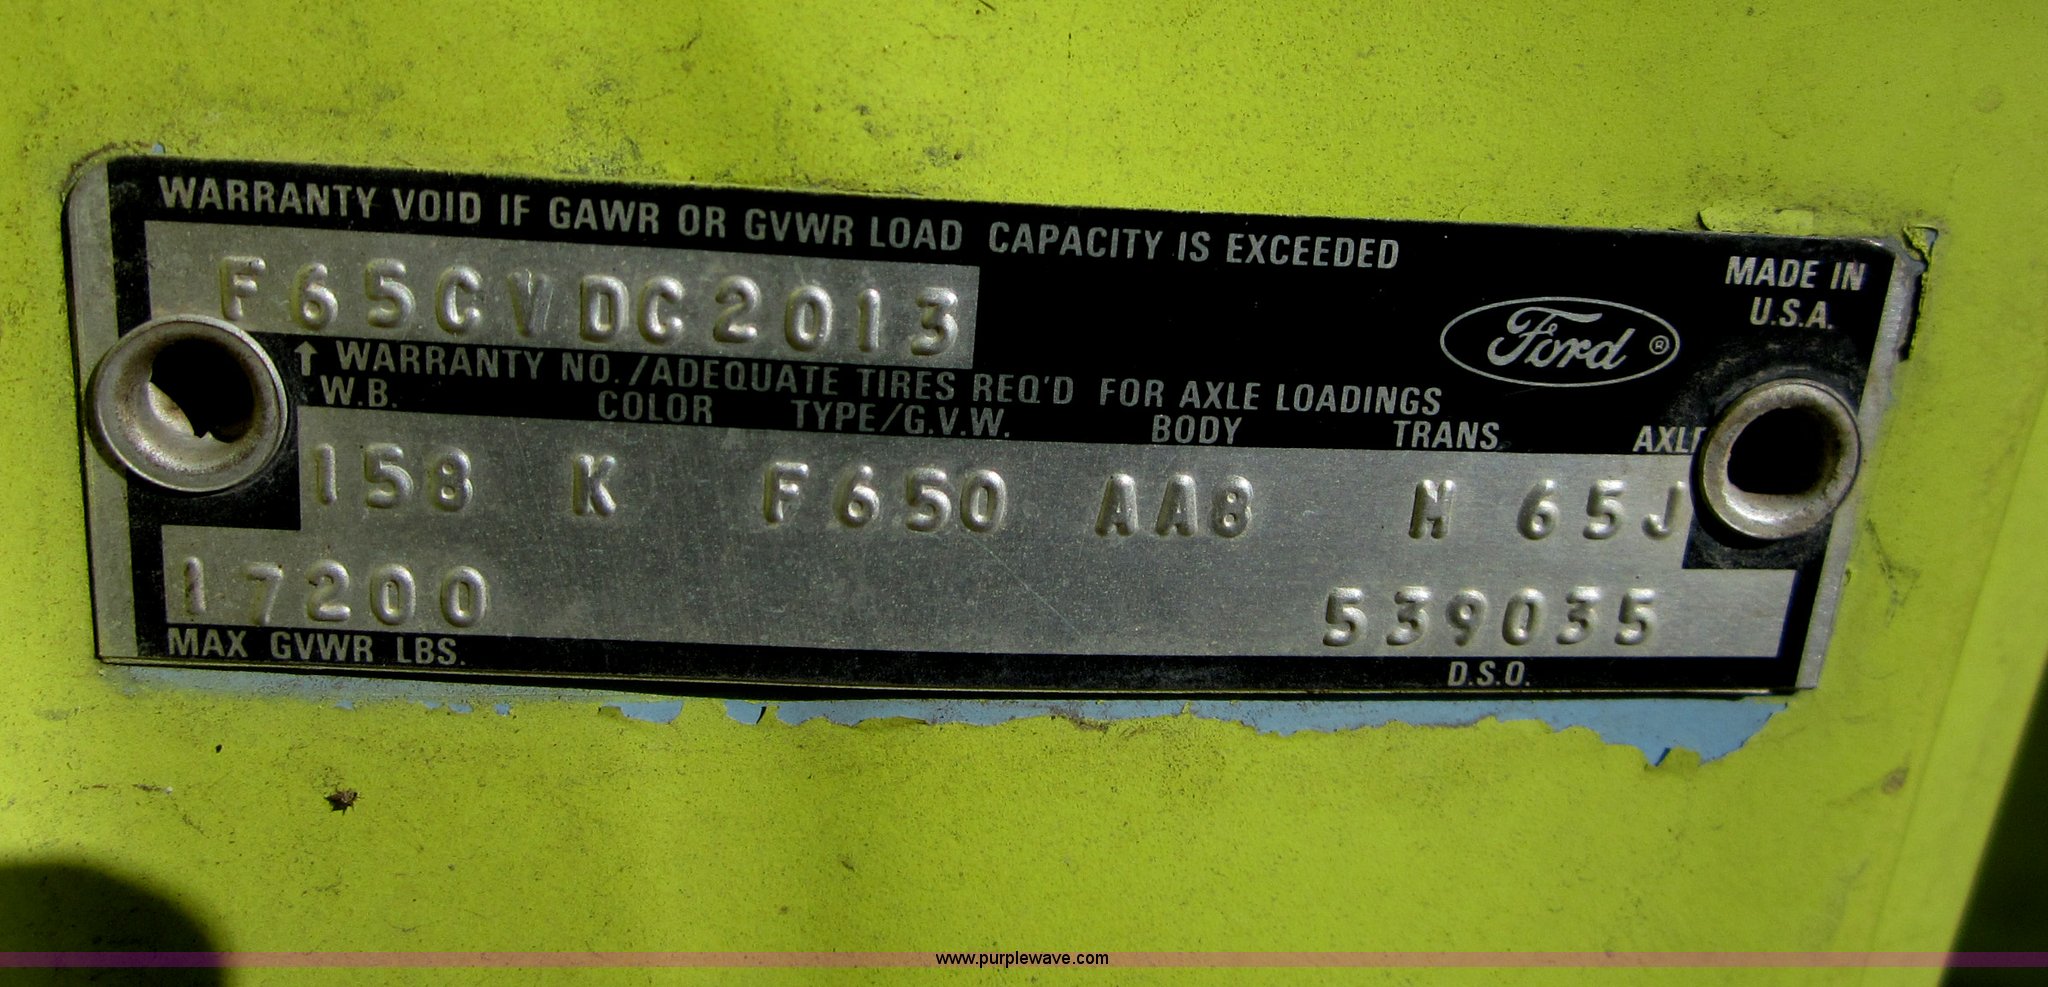 WARRANTY VOID IF GAWR OR GVWR LOAD CAPACITY IS EXCEEDED
MADE IN
U.S.A.
F65CVDC2013
Ford ®
↑ WARRANTY NO./ADEQUATE TIRES REQ'D FOR AXLE LOADINGS
W.B. COLOR TYPE/G.V.W. BODY TRANS. AXLE
158 K F650 AA8 M 65J
17200 539035
MAX GVWR LBS. D.S.O.
www.purplewave.com